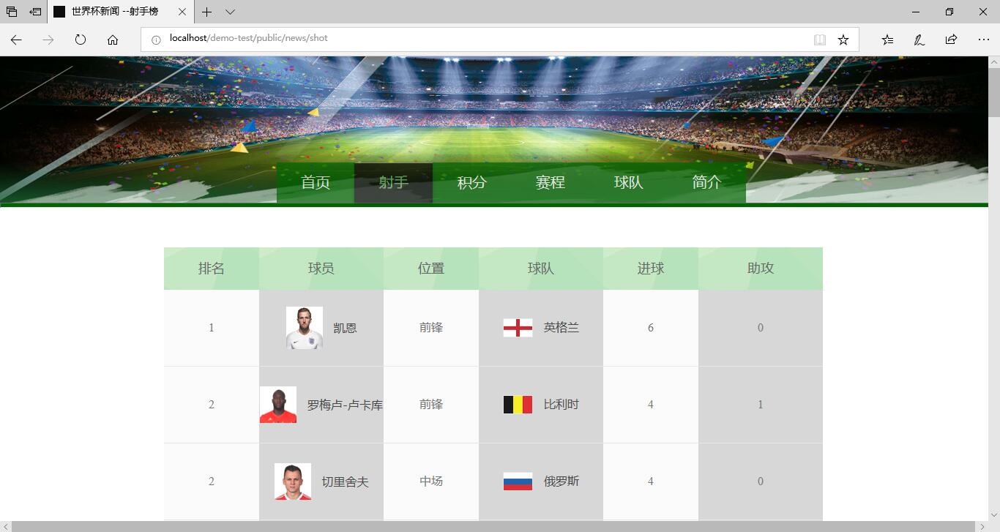 世界杯新闻 --射手榜
localhost/demo-test/public/news/shot
首页 射手 积分 赛程 球队 简介
排名 球员 位置 球队 进球 助攻
1 凯恩 前锋 英格兰 6 0
2 罗梅卢-卢卡库 前锋 比利时 4 1
2 切里舍夫 中场 俄罗斯 4 0